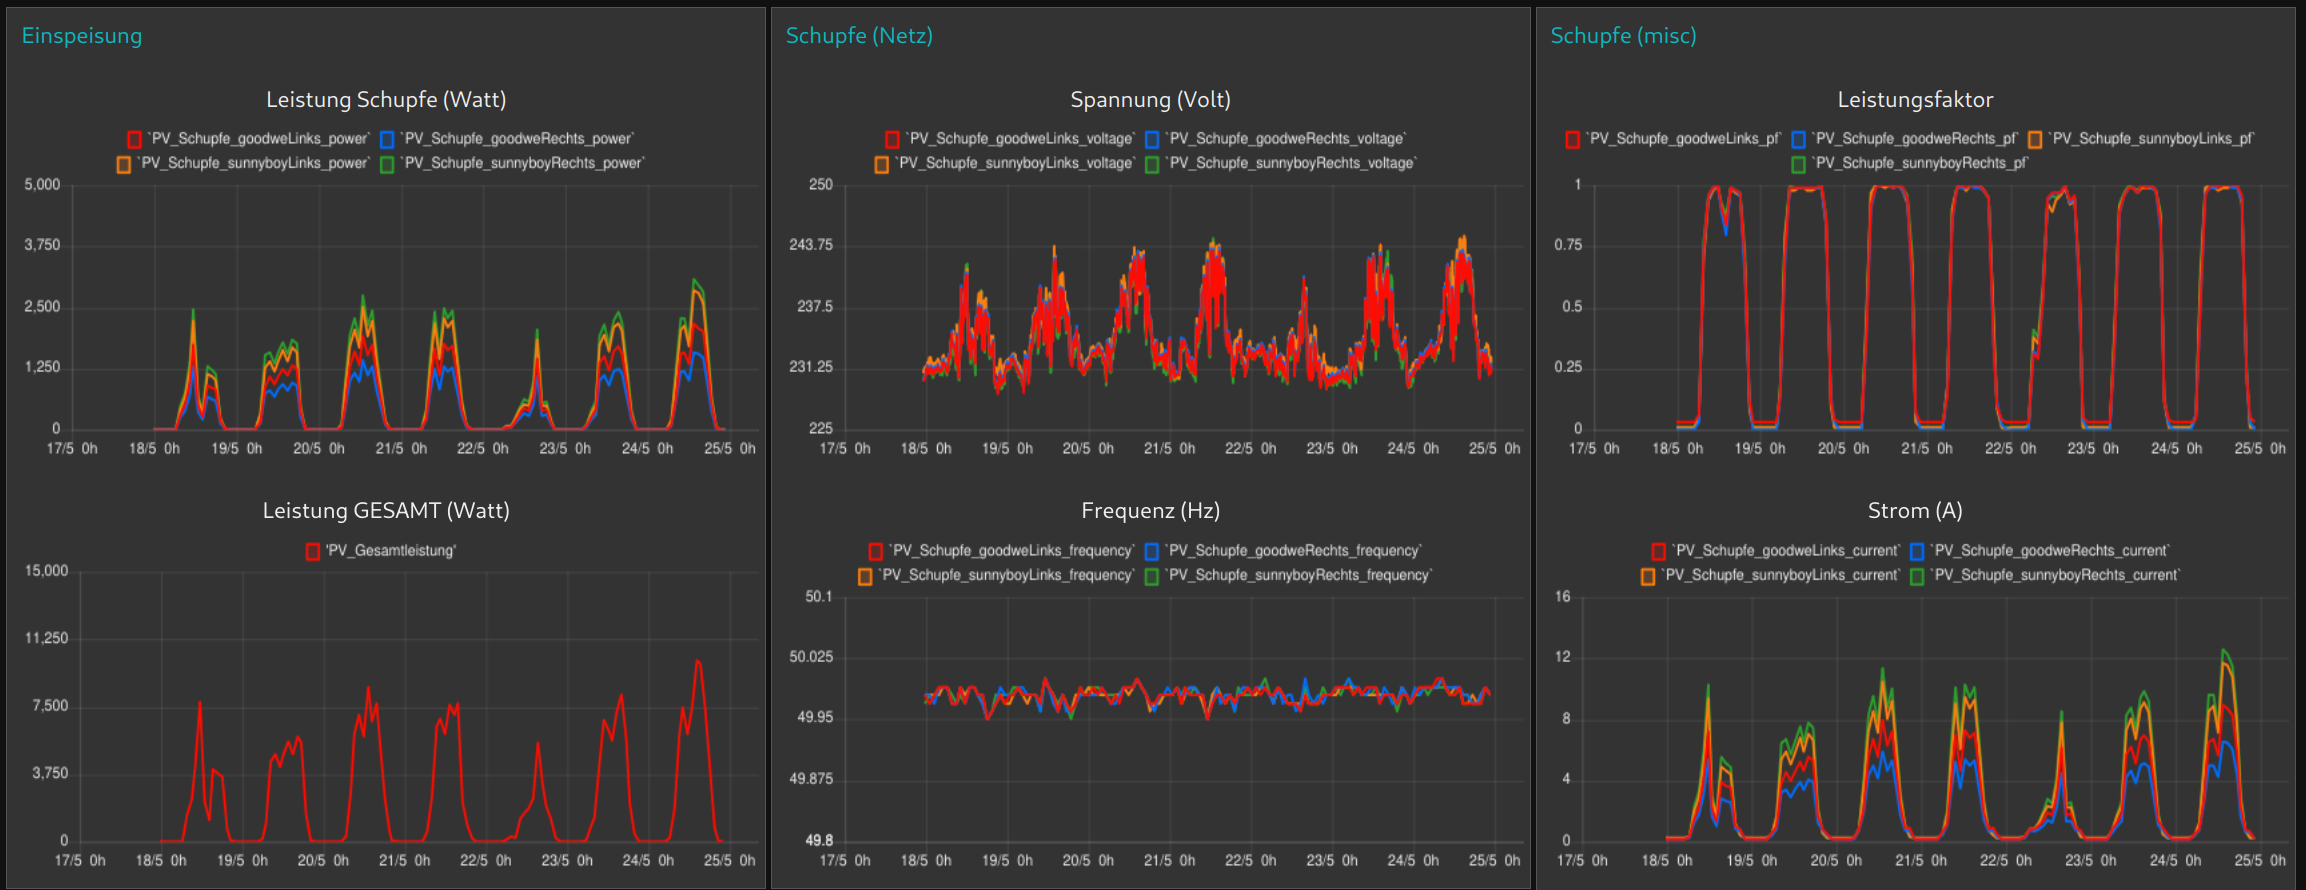 Einspeisung
Leistung Schupfe (Watt)
`PV_Schupfe_goodweLinks_power` `PV_Schupfe_goodweRechts_power`
`PV_Schupfe_sunnyboyLinks_power` `PV_Schupfe_sunnyboyRechts_power`
5,000
3,750
2,500
1,250
0
17/5 0h 18/5 0h 19/5 0h 20/5 0h 21/5 0h 22/5 0h 23/5 0h 24/5 0h 25/5 0h
Leistung GESAMT (Watt)
'PV_Gesamtleistung'
15,000
11,250
7,500
3,750
0
17/5 0h 18/5 0h 19/5 0h 20/5 0h 21/5 0h 22/5 0h 23/5 0h 24/5 0h 25/5 0h
Schupfe (Netz)
Spannung (Volt)
`PV_Schupfe_goodweLinks_voltage` `PV_Schupfe_goodweRechts_voltage`
`PV_Schupfe_sunnyboyLinks_voltage` `PV_Schupfe_sunnyboyRechts_voltage`
250
243.75
237.5
231.25
225
17/5 0h 18/5 0h 19/5 0h 20/5 0h 21/5 0h 22/5 0h 23/5 0h 24/5 0h 25/5 0h
Frequenz (Hz)
`PV_Schupfe_goodweLinks_frequency` `PV_Schupfe_goodweRechts_frequency`
`PV_Schupfe_sunnyboyLinks_frequency` `PV_Schupfe_sunnyboyRechts_frequency`
50.1
50.025
49.95
49.875
49.8
17/5 0h 18/5 0h 19/5 0h 20/5 0h 21/5 0h 22/5 0h 23/5 0h 24/5 0h 25/5 0h
Schupfe (misc)
Leistungsfaktor
`PV_Schupfe_goodweLinks_pf` `PV_Schupfe_goodweRechts_pf` `PV_Schupfe_sunnyboyLinks_pf`
`PV_Schupfe_sunnyboyRechts_pf`
1
0.75
0.5
0.25
0
17/5 0h 18/5 0h 19/5 0h 20/5 0h 21/5 0h 22/5 0h 23/5 0h 24/5 0h 25/5 0h
Strom (A)
`PV_Schupfe_goodweLinks_current` `PV_Schupfe_goodweRechts_current`
`PV_Schupfe_sunnyboyLinks_current` `PV_Schupfe_sunnyboyRechts_current`
16
12
8
4
0
17/5 0h 18/5 0h 19/5 0h 20/5 0h 21/5 0h 22/5 0h 23/5 0h 24/5 0h 25/5 0h